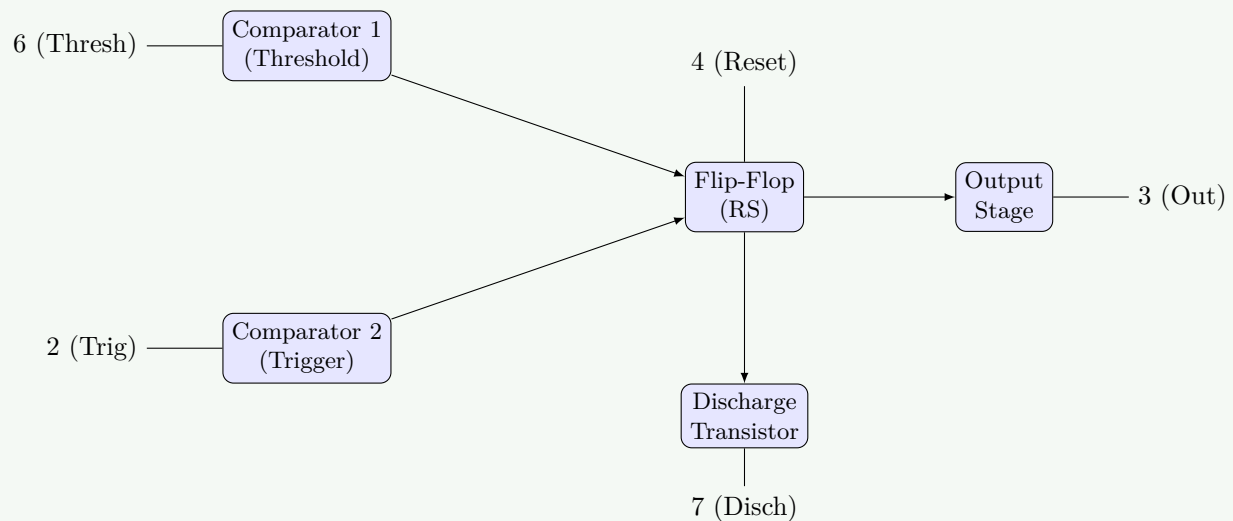 6 (Thresh)
Comparator 1
(Threshold)
4 (Reset)
Flip-Flop
(RS)
Output
Stage
3 (Out)
2 (Trig)
Comparator 2
(Trigger)
Discharge
Transistor
7 (Disch)